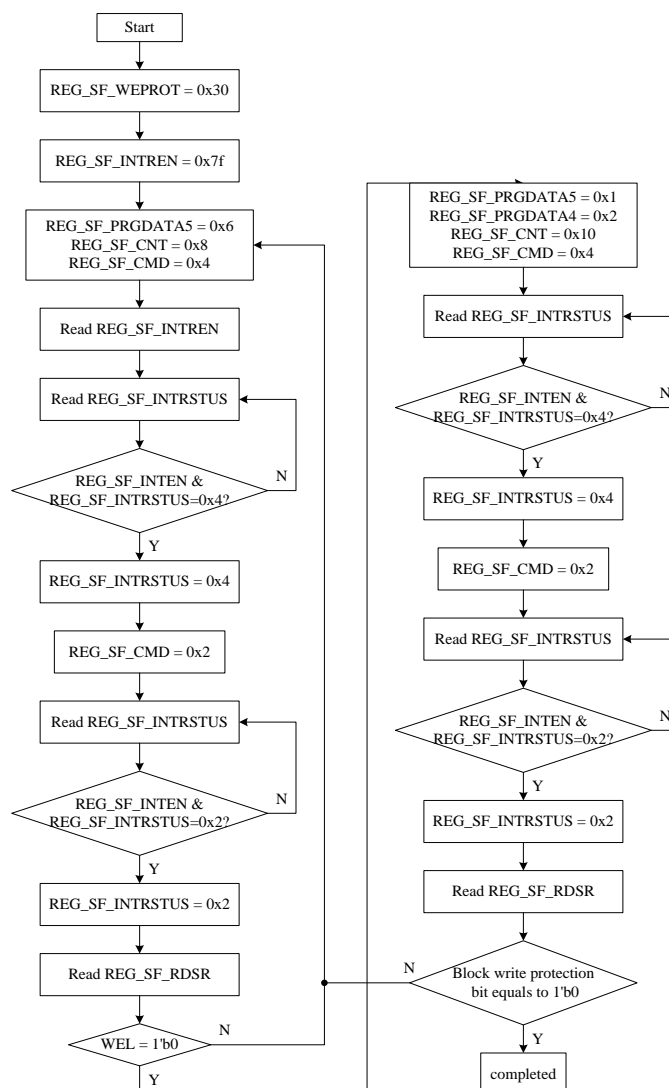 Start
REG_SF_WEPROT = 0x30
REG_SF_INTREN = 0x7f
REG_SF_PRGDATA5 = 0x6
REG_SF_CNT = 0x8
REG_SF_CMD = 0x4
Read REG_SF_INTREN
Read REG_SF_INTRSTUS
REG_SF_INTEN &
REG_SF_INTRSTUS=0x4?
N
Y
REG_SF_INTRSTUS = 0x4
REG_SF_CMD = 0x2
Read REG_SF_INTRSTUS
REG_SF_INTEN &
REG_SF_INTRSTUS=0x2?
N
Y
REG_SF_INTRSTUS = 0x2
Read REG_SF_RDSR
WEL = 1'b0
N
Y
REG_SF_PRGDATA5 = 0x1
REG_SF_PRGDATA4 = 0x2
REG_SF_CNT = 0x10
REG_SF_CMD = 0x4
Read REG_SF_INTRSTUS
REG_SF_INTEN &
REG_SF_INTRSTUS=0x4?
N
Y
REG_SF_INTRSTUS = 0x4
REG_SF_CMD = 0x2
Read REG_SF_INTRSTUS
REG_SF_INTEN &
REG_SF_INTRSTUS=0x2?
N
Y
REG_SF_INTRSTUS = 0x2
Read REG_SF_RDSR
Block write protection
bit equals to 1'b0
N
Y
completed